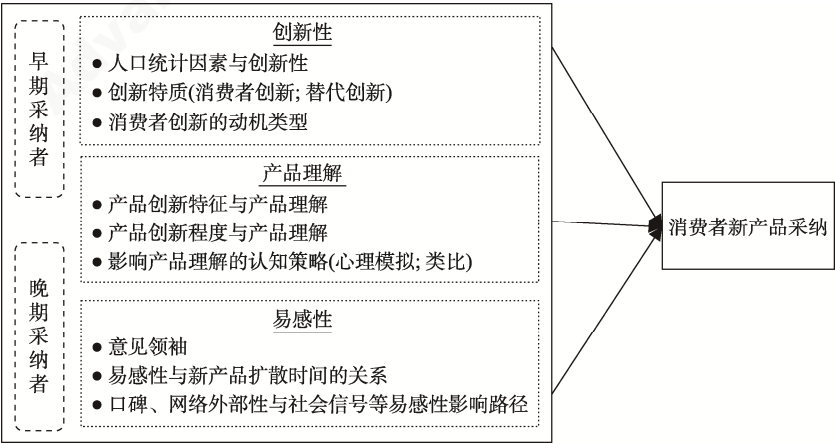 早期采纳者
创新性
● 人口统计因素与创新性
● 创新特质(消费者创新; 替代创新)
● 消费者创新的动机类型
产品理解
● 产品创新特征与产品理解
● 产品创新程度与产品理解
● 影响产品理解的认知策略(心理模拟; 类比)
晚期采纳者
易感性
● 意见领袖
● 易感性与新产品扩散时间的关系
● 口碑、网络外部性与社会信号等易感性影响路径
消费者新产品采纳